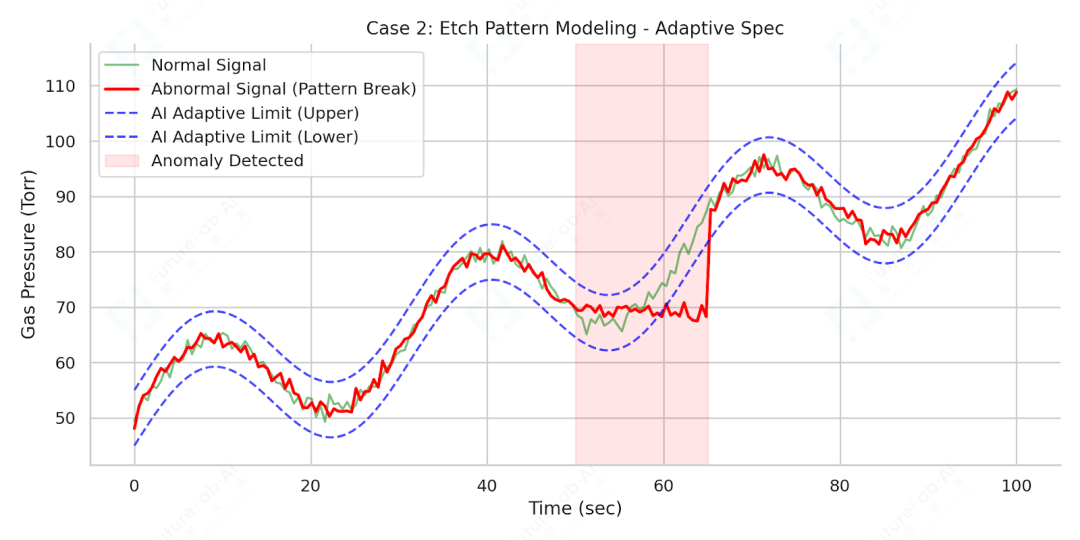 Case 2: Etch Pattern Modeling - Adaptive Spec
Normal Signal
Abnormal Signal (Pattern Break)
AI Adaptive Limit (Upper)
AI Adaptive Limit (Lower)
Anomaly Detected
Gas Pressure (Torr)
110
100
90
80
70
60
50
0
20
40
60
80
100
Time (sec)